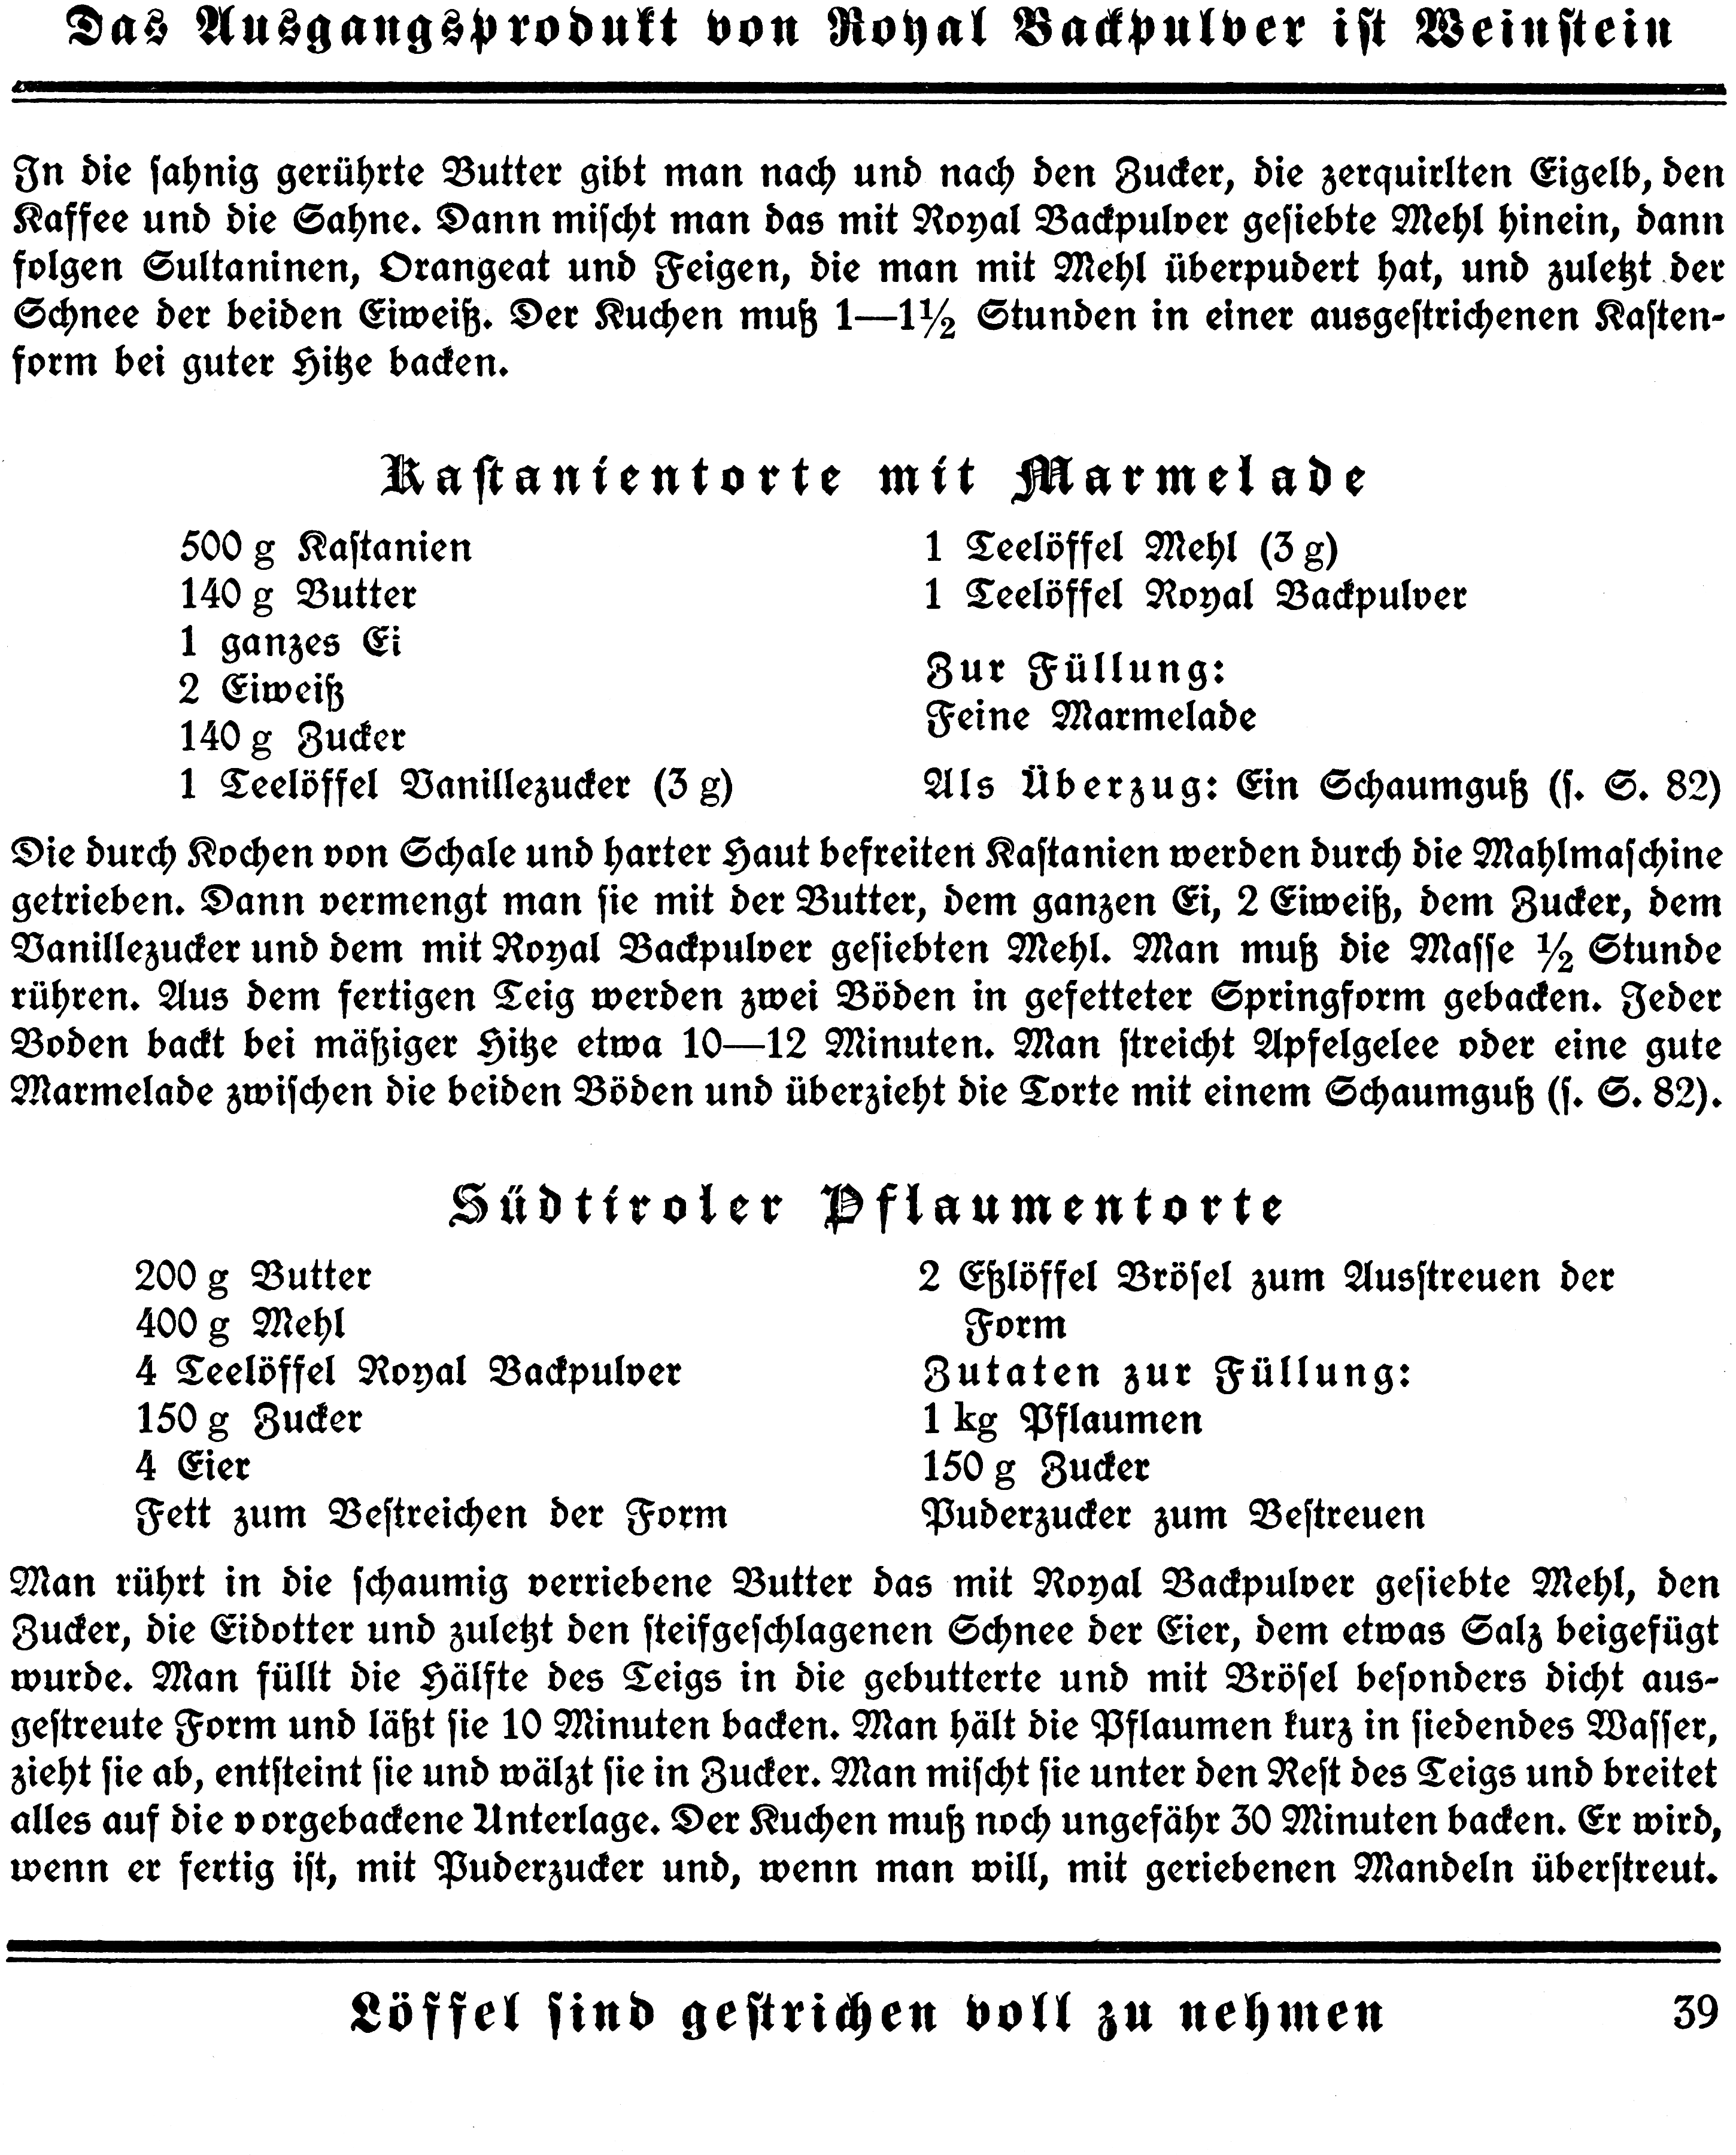 Das Ausgangsprodukt von Royal Backpulver ist Weinstein
In die sahnig gerührte Butter gibt man nach und nach den Zucker, die zerquirlten Eigelb, den
Kaffee und die Sahne. Dann mischt man das mit Royal Backpulver gesiebte Mehl hinein, dann
folgen Sultaninen, Orangeat und Feigen, die man mit Mehl überpudert hat, und zuletzt der
Schnee der beiden Eiweiß. Der Kuchen muß 1—1½ Stunden in einer ausgestrichenen Kasten-
form bei guter Hitze backen.
Kastanientorte mit Marmelade
500 g Kastanien
140 g Butter
1 ganzes Ei
2 Eiweiß
140 g Zucker
1 Teelöffel Vanillezucker (3 g)
1 Teelöffel Mehl (3 g)
1 Teelöffel Royal Backpulver
Zur Füllung:
Feine Marmelade
Als Überzug: Ein Schaumguß (s. S. 82)
Die durch Kochen von Schale und harter Haut befreiten Kastanien werden durch die Mahlmaschine
getrieben. Dann vermengt man sie mit der Butter, dem ganzen Ei, 2 Eiweiß, dem Zucker, dem
Vanillezucker und dem mit Royal Backpulver gesiebten Mehl. Man muß die Masse ½ Stunde
rühren. Aus dem fertigen Teig werden zwei Böden in gefetteter Springform gebacken. Jeder
Boden backt bei mäßiger Hitze etwa 10—12 Minuten. Man streicht Apfelgelee oder eine gute
Marmelade zwischen die beiden Böden und überzieht die Torte mit einem Schaumguß (s. S. 82).
Südtiroler Pflaumentorte
200 g Butter
400 g Mehl
4 Teelöffel Royal Backpulver
150 g Zucker
4 Eier
Fett zum Bestreichen der Form
2 Eßlöffel Brösel zum Ausstreuen der
Form
Zutaten zur Füllung:
1 kg Pflaumen
150 g Zucker
Puderzucker zum Bestreuen
Man rührt in die schaumig verriebene Butter das mit Royal Backpulver gesiebte Mehl, den
Zucker, die Eidotter und zuletzt den steifgeschlagenen Schnee der Eier, dem etwas Salz beigefügt
wurde. Man füllt die Hälfte des Teigs in die gebutterte und mit Brösel besonders dicht aus-
gestreute Form und läßt sie 10 Minuten backen. Man hält die Pflaumen kurz in siedendes Wasser,
zieht sie ab, entsteint sie und wälzt sie in Zucker. Man mischt sie unter den Rest des Teigs und breitet
alles auf die vorgebackene Unterlage. Der Kuchen muß noch ungefähr 30 Minuten backen. Er wird,
wenn er fertig ist, mit Puderzucker und, wenn man will, mit geriebenen Mandeln überstreut.
Löffel sind gestrichen voll zu nehmen
39